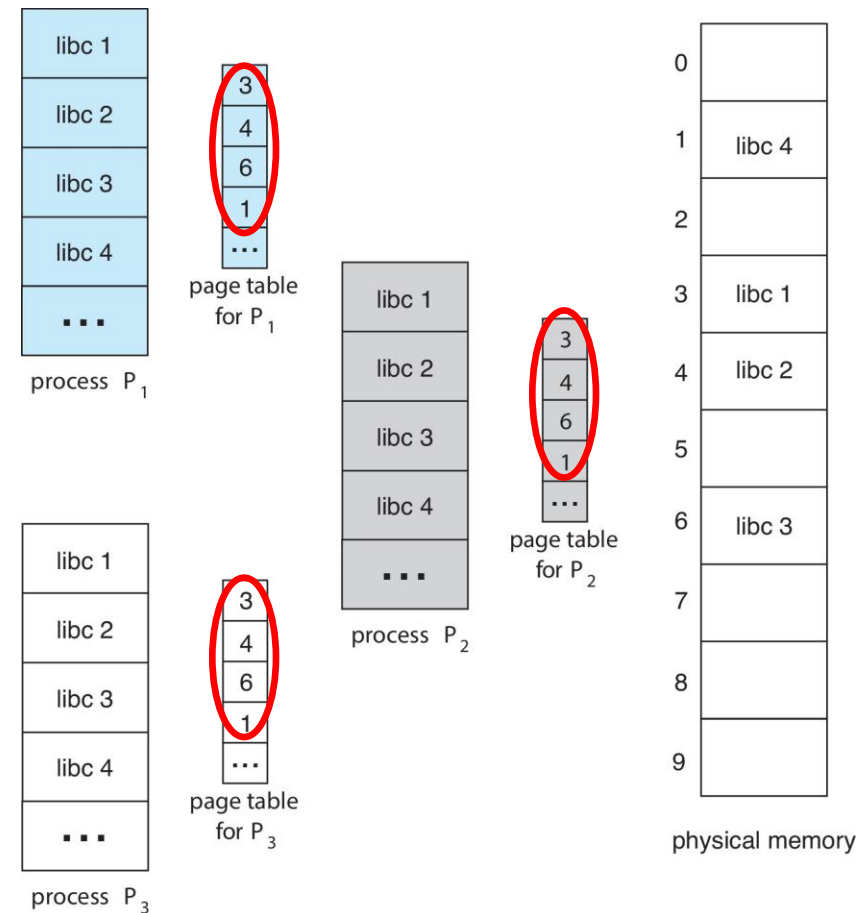 libc 1
libc 2
libc 3
libc 4
...
process P1
3
4
6
1
...
page table
for P1
libc 1
libc 2
libc 3
libc 4
...
process P2
3
4
6
1
...
page table
for P2
libc 1
libc 2
libc 3
libc 4
...
process P3
3
4
6
1
...
page table
for P3
0
1 libc 4
2
3 libc 1
4 libc 2
5
6 libc 3
7
8
9
physical memory